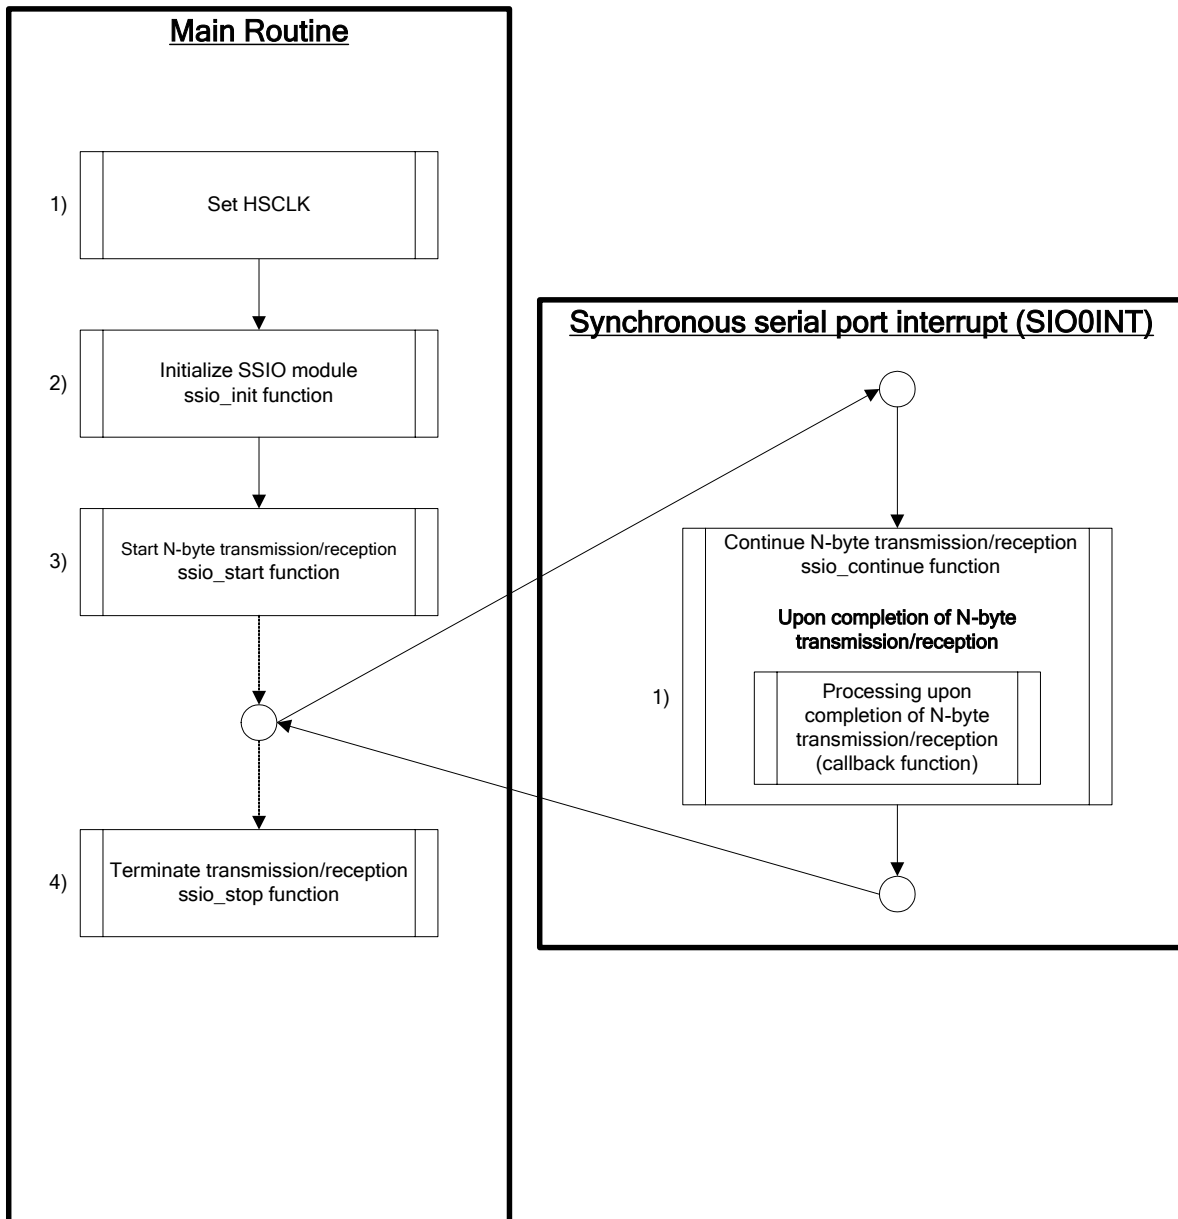 Main Routine
1)
Set HSCLK
2)
Initialize SSIO module
ssio_init function
3)
Start N-byte transmission/reception
ssio_start function
4)
Terminate transmission/reception
ssio_stop function
Synchronous serial port interrupt (SIO0INT)
Continue N-byte transmission/reception
ssio_continue function
Upon completion of N-byte
transmission/reception
1)
Processing upon
completion of N-byte
transmission/reception
(callback function)